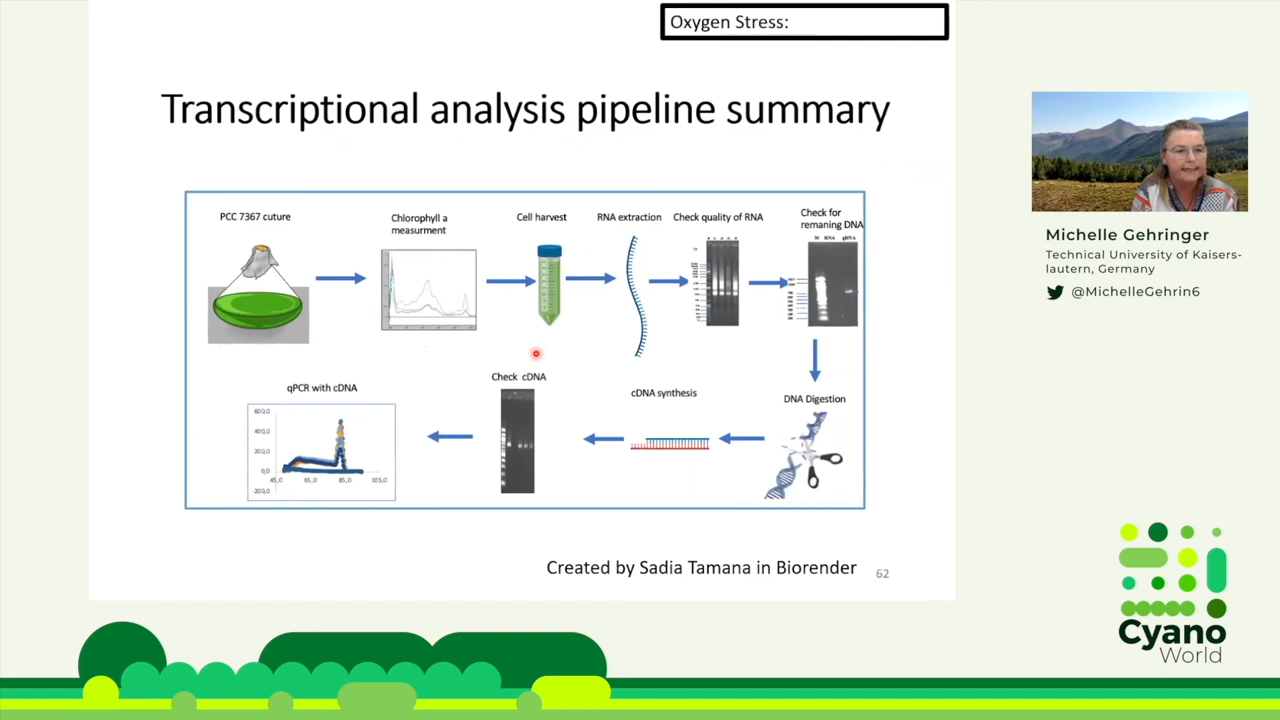 Oxygen Stress:
Transcriptional analysis pipeline summary
PCC 7367 cuture
Chlorophyll a
measurment
Cell harvest
RNA extraction
Check quality of RNA
Check for
remaning DNA
M RNA gDNA
DNA Digestion
cDNA synthesis
Check cDNA
qPCR with cDNA
600,0
400,0
200,0
0,0
-200,0
45,0 65,0 85,0 105,0
Created by Sadia Tamana in Biorender
62
Michelle Gehringer
Technical University of Kaisers-
lautern, Germany
@MichelleGehrin6
Cyano
World